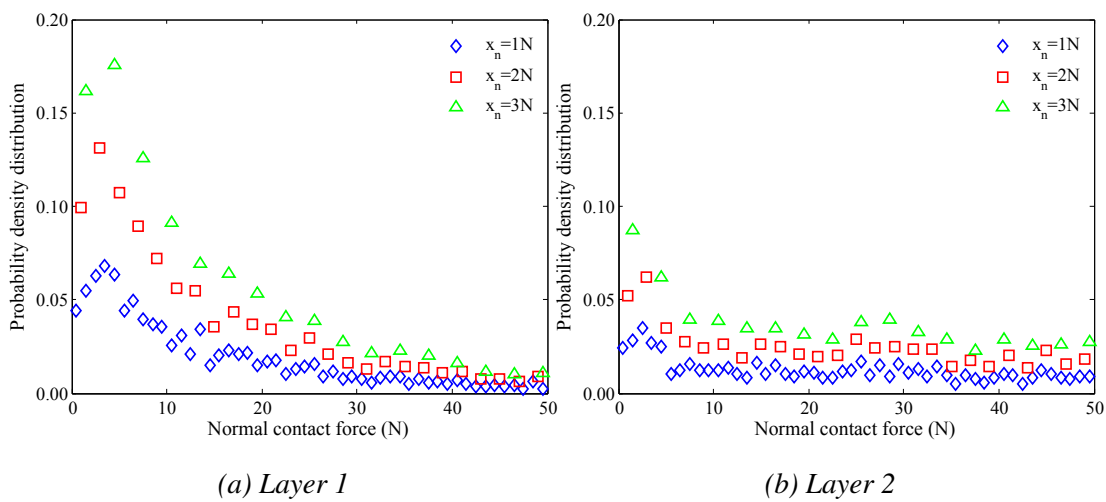 0.20
0.15
0.10
0.05
0.00
0
10
20
30
40
50
Probability density distribution
Normal contact force (N)
x_n=1N
x_n=2N
x_n=3N
(a) Layer 1
0.20
0.15
0.10
0.05
0.00
0
10
20
30
40
50
Probability density distribution
Normal contact force (N)
x_n=1N
x_n=2N
x_n=3N
(b) Layer 2